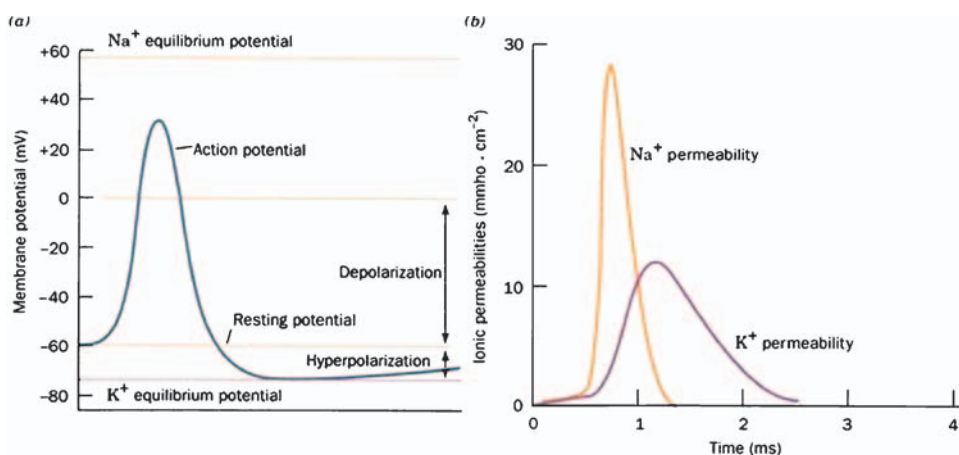 (a)
Na⁺ equilibrium potential
+60
+40
+20
0
−20
−40
−60
−80
Membrane potential (mV)
Action potential
Depolarization
Resting potential
Hyperpolarization
K⁺ equilibrium potential
(b)
30
20
10
0
Ionic permeabilities (mmho · cm⁻²)
Na⁺ permeability
K⁺ permeability
0 1 2 3 4
Time (ms)